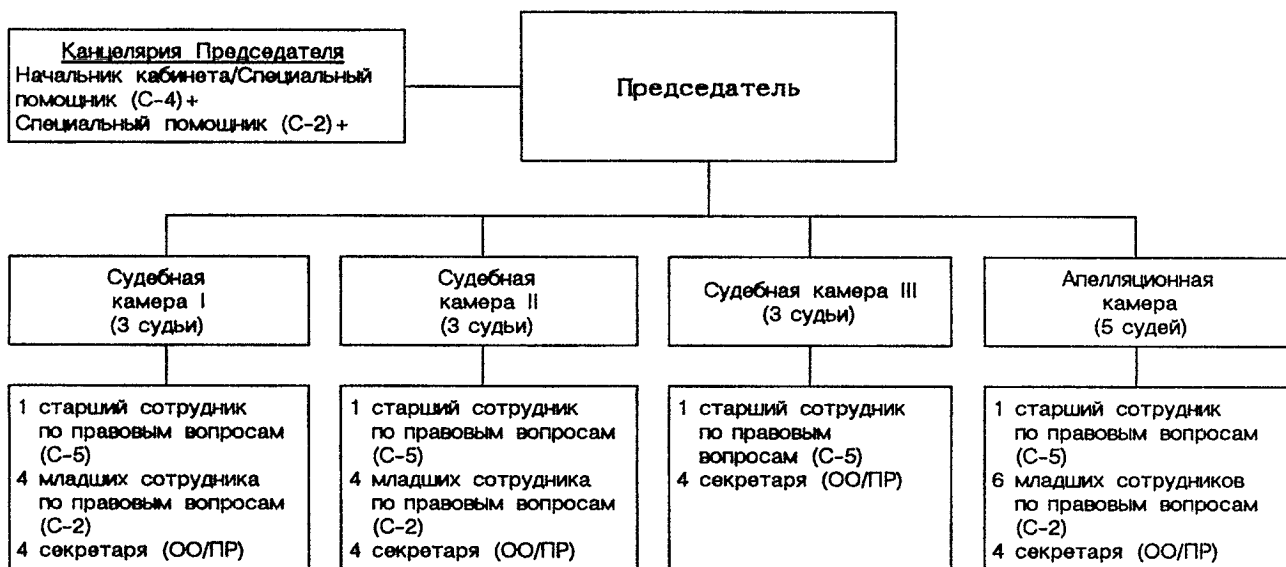 Канцелярия Председателя
Начальник кабинета/Специальный
помощник (С-4)+
Специальный помощник (С-2)+
Председатель
Судебная
камера I
(3 судьи)
Судебная
камера II
(3 судьи)
Судебная камера III
(3 судьи)
Апелляционная
камера
(5 судей)
1 старший сотрудник
по правовым вопросам
(С-5)
4 младших сотрудника
по правовым вопросам
(С-2)
4 секретаря (ОО/ПР)
1 старший сотрудник
по правовым вопросам
(С-5)
4 младших сотрудника
по правовым вопросам
(С-2)
4 секретаря (ОО/ПР)
1 старший сотрудник
по правовым
вопросам (С-5)
4 секретаря (ОО/ПР)
1 старший сотрудник
по правовым вопросам
(С-5)
6 младших сотрудников
по правовым вопросам
(С-2)
4 секретаря (ОО/ПР)